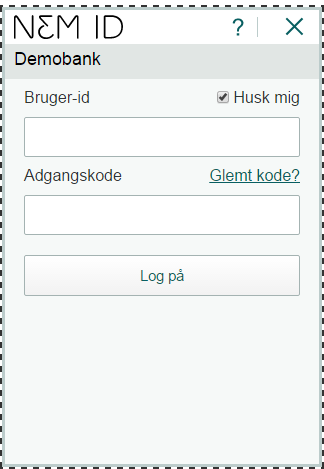 NEM ID ?
Demobank
Bruger-id Husk mig
Adgangskode Glemt kode?
Log på